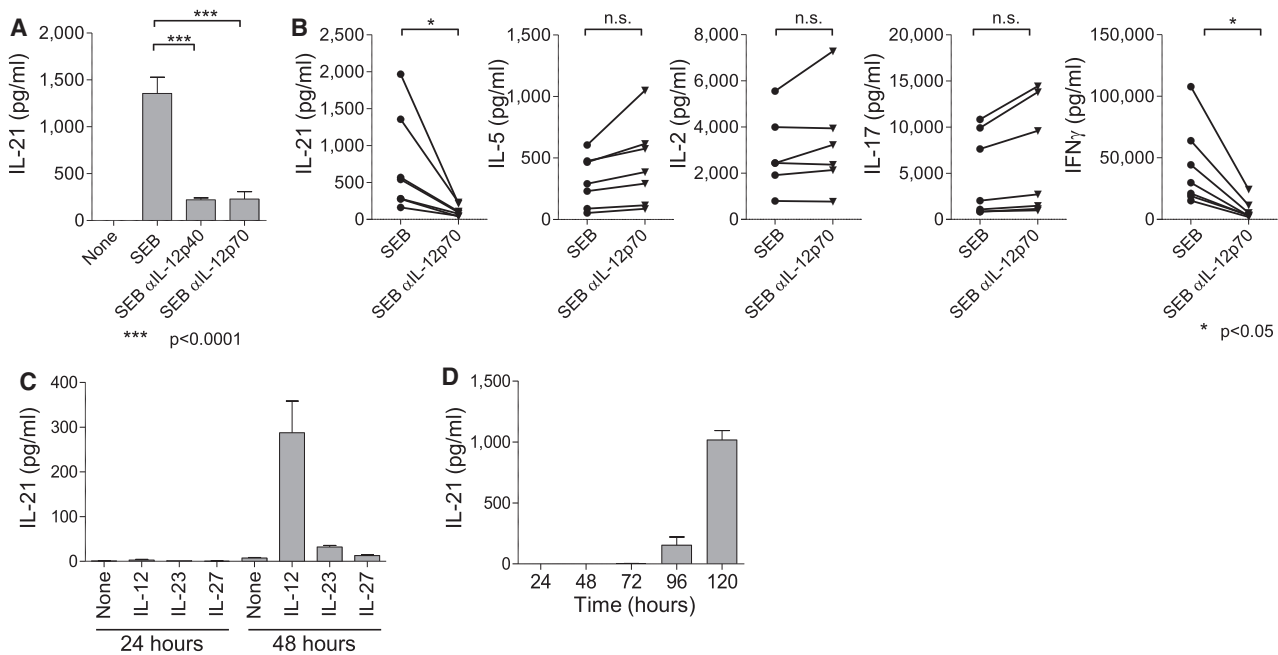 A
IL-21 (pg/ml)
2,000
1,500
1,000
500
0
***
***
None
SEB
SEB αIL-12p40
SEB αIL-12p70
*** p<0.0001
B
IL-21 (pg/ml)
2,500
2,000
1,500
1,000
500
0
*
SEB
SEB αIL-12p70
IL-5 (pg/ml)
1,500
1,000
500
0
n.s.
SEB
SEB αIL-12p70
IL-2 (pg/ml)
8,000
6,000
4,000
2,000
0
n.s.
SEB
SEB αIL-12p70
IL-17 (pg/ml)
20,000
15,000
10,000
5,000
0
n.s.
SEB
SEB αIL-12p70
IFNγ (pg/ml)
150,000
100,000
50,000
0
*
SEB
SEB αIL-12p70
* p<0.05
C
IL-21 (pg/ml)
400
300
200
100
0
None
IL-12
IL-23
IL-27
None
IL-12
IL-23
IL-27
24 hours
48 hours
D
IL-21 (pg/ml)
1,500
1,000
500
0
24 48 72 96 120
Time (hours)